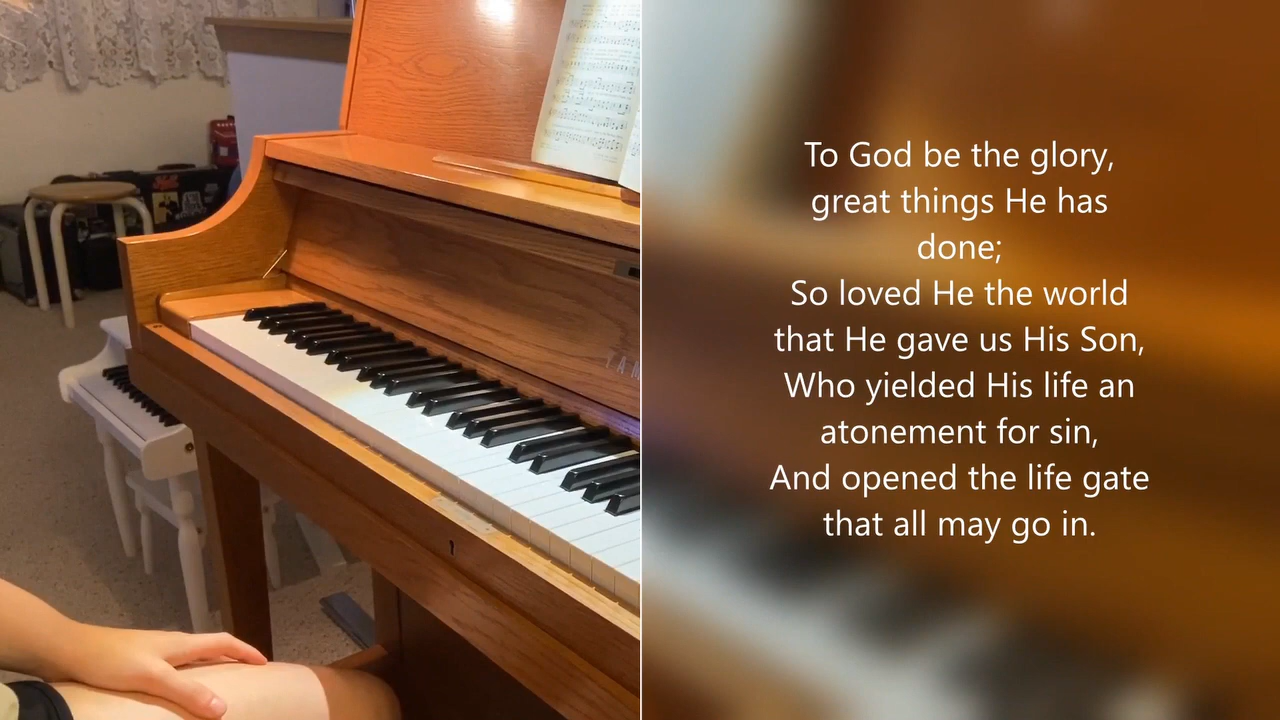 To God be the glory,
great things He has
done;
So loved He the world
that He gave us His Son,
Who yielded His life an
atonement for sin,
And opened the life gate
that all may go in.